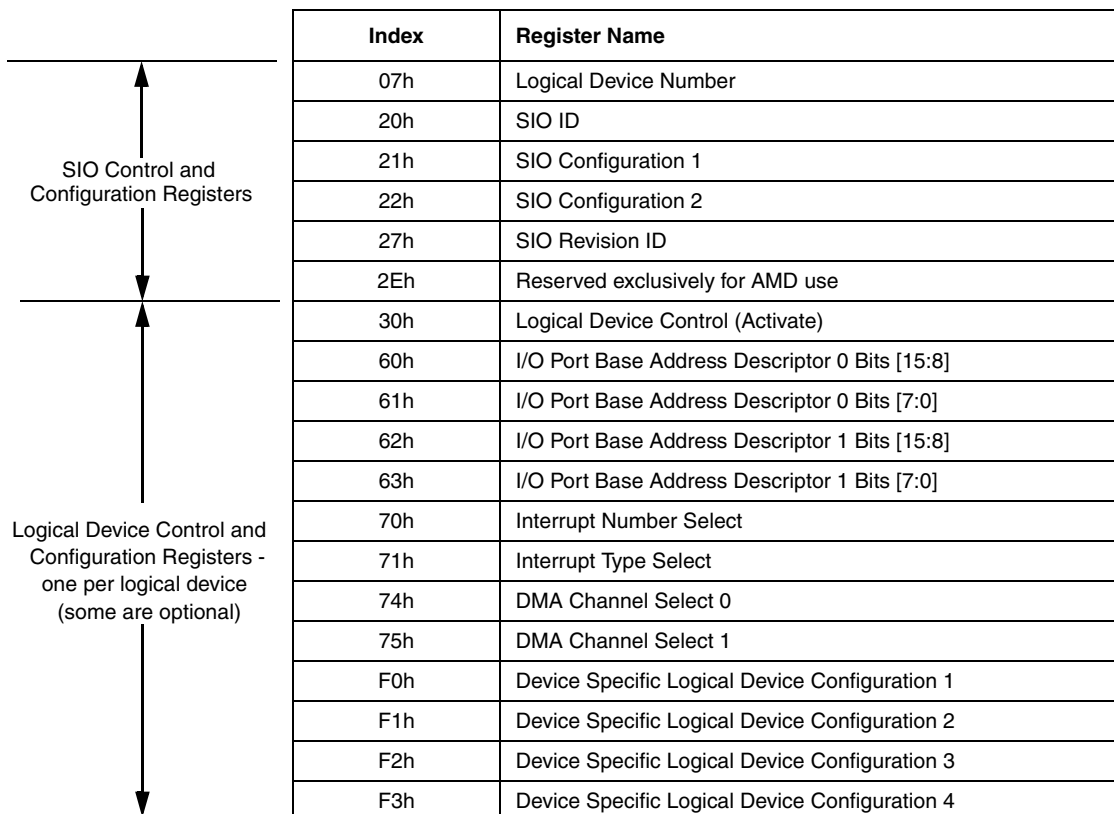 Index Register Name
07h Logical Device Number
20h SIO ID
21h SIO Configuration 1
22h SIO Configuration 2
27h SIO Revision ID
2Eh Reserved exclusively for AMD use
30h Logical Device Control (Activate)
60h I/O Port Base Address Descriptor 0 Bits [15:8]
61h I/O Port Base Address Descriptor 0 Bits [7:0]
62h I/O Port Base Address Descriptor 1 Bits [15:8]
63h I/O Port Base Address Descriptor 1 Bits [7:0]
70h Interrupt Number Select
71h Interrupt Type Select
74h DMA Channel Select 0
75h DMA Channel Select 1
F0h Device Specific Logical Device Configuration 1
F1h Device Specific Logical Device Configuration 2
F2h Device Specific Logical Device Configuration 3
F3h Device Specific Logical Device Configuration 4
SIO Control and
Configuration Registers
Logical Device Control and
Configuration Registers -
one per logical device
(some are optional)